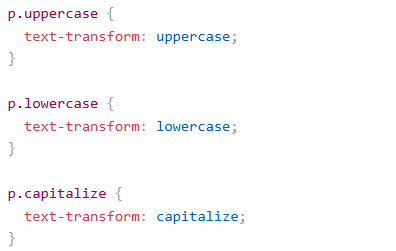 p.uppercase {
  text-transform: uppercase;
}

p.lowercase {
  text-transform: lowercase;
}

p.capitalize {
  text-transform: capitalize;
}